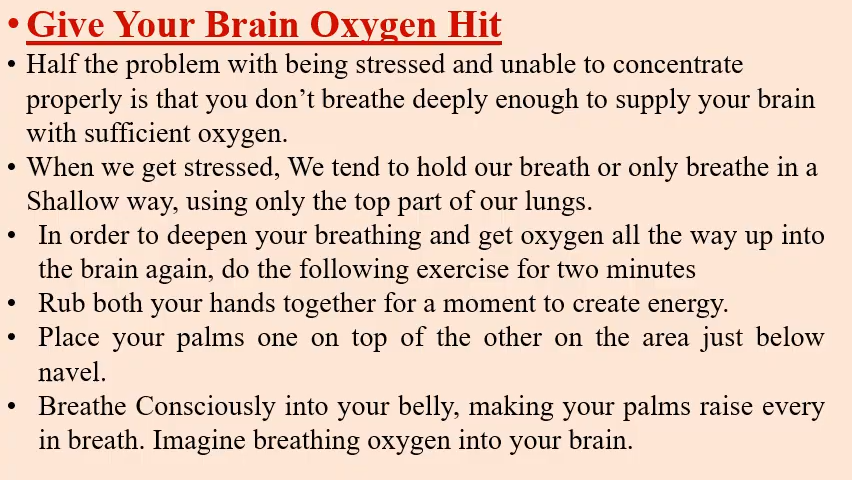 • Give Your Brain Oxygen Hit
• Half the problem with being stressed and unable to concentrate
properly is that you don’t breathe deeply enough to supply your brain
with sufficient oxygen.
• When we get stressed, We tend to hold our breath or only breathe in a
Shallow way, using only the top part of our lungs.
• In order to deepen your breathing and get oxygen all the way up into
the brain again, do the following exercise for two minutes
• Rub both your hands together for a moment to create energy.
• Place your palms one on top of the other on the area just below
navel.
• Breathe Consciously into your belly, making your palms raise every
in breath. Imagine breathing oxygen into your brain.